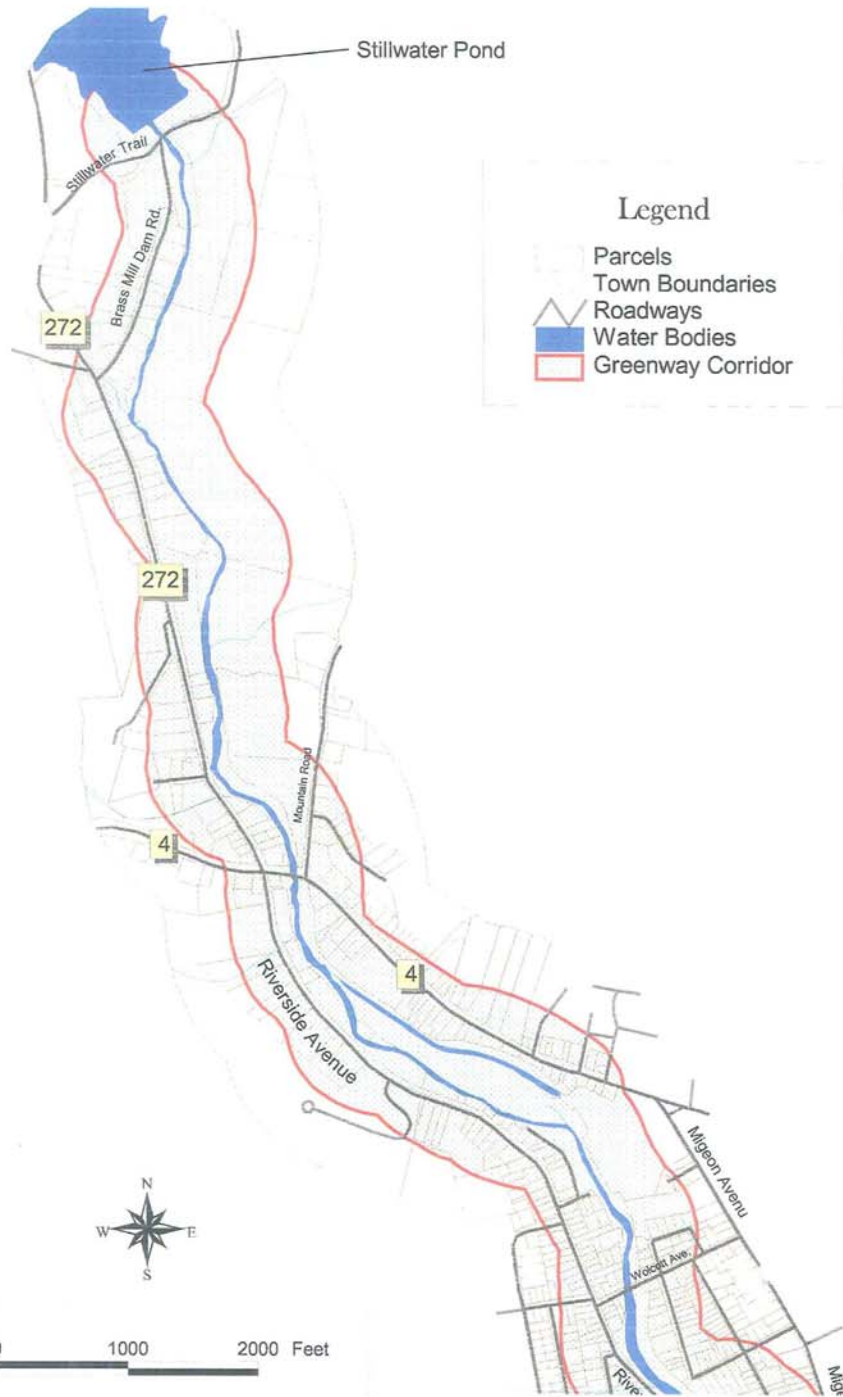 Stillwater Pond
Stillwater Trail
Brass Mill Dam Rd.
Legend
Parcels
Town Boundaries
Roadways
Water Bodies
Greenway Corridor
272
272
Mountain Road
4
4
Riverside Avenue
Migeon Avenu
Wolcott Ave.
N
W E
S
1000 2000 Feet
River